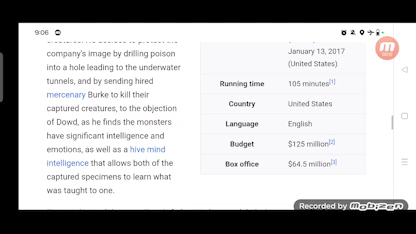 9:06
company's image by drilling poison
into a hole leading to the underwater
tunnels, and by sending hired
mercenary Burke to kill their
captured creatures, to the objection
of Dowd, as he finds the monsters
have significant intelligence and
emotions, as well as a hive mind
intelligence that allows both of the
captured specimens to learn what
was taught to one.
January 13, 2017
(United States)
Running time 105 minutes[1]
Country United States
Language English
Budget $125 million[2]
Box office $64.5 million[3]
Recorded by Mobizen